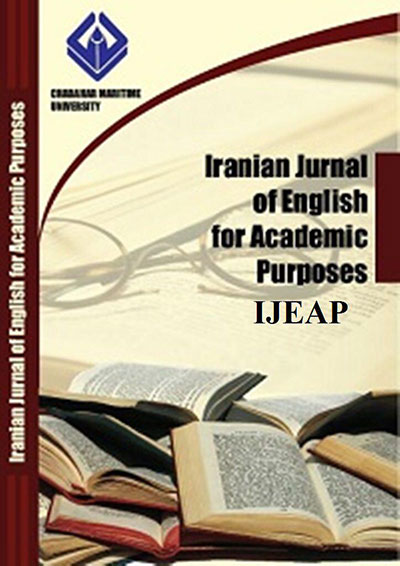 CHABAHAR MARITIME
UNIVERSITY
Iranian Jurnal
of English
for Academic
Purposes
IJEAP
Iranian Jurnal of English for Academic Purposes